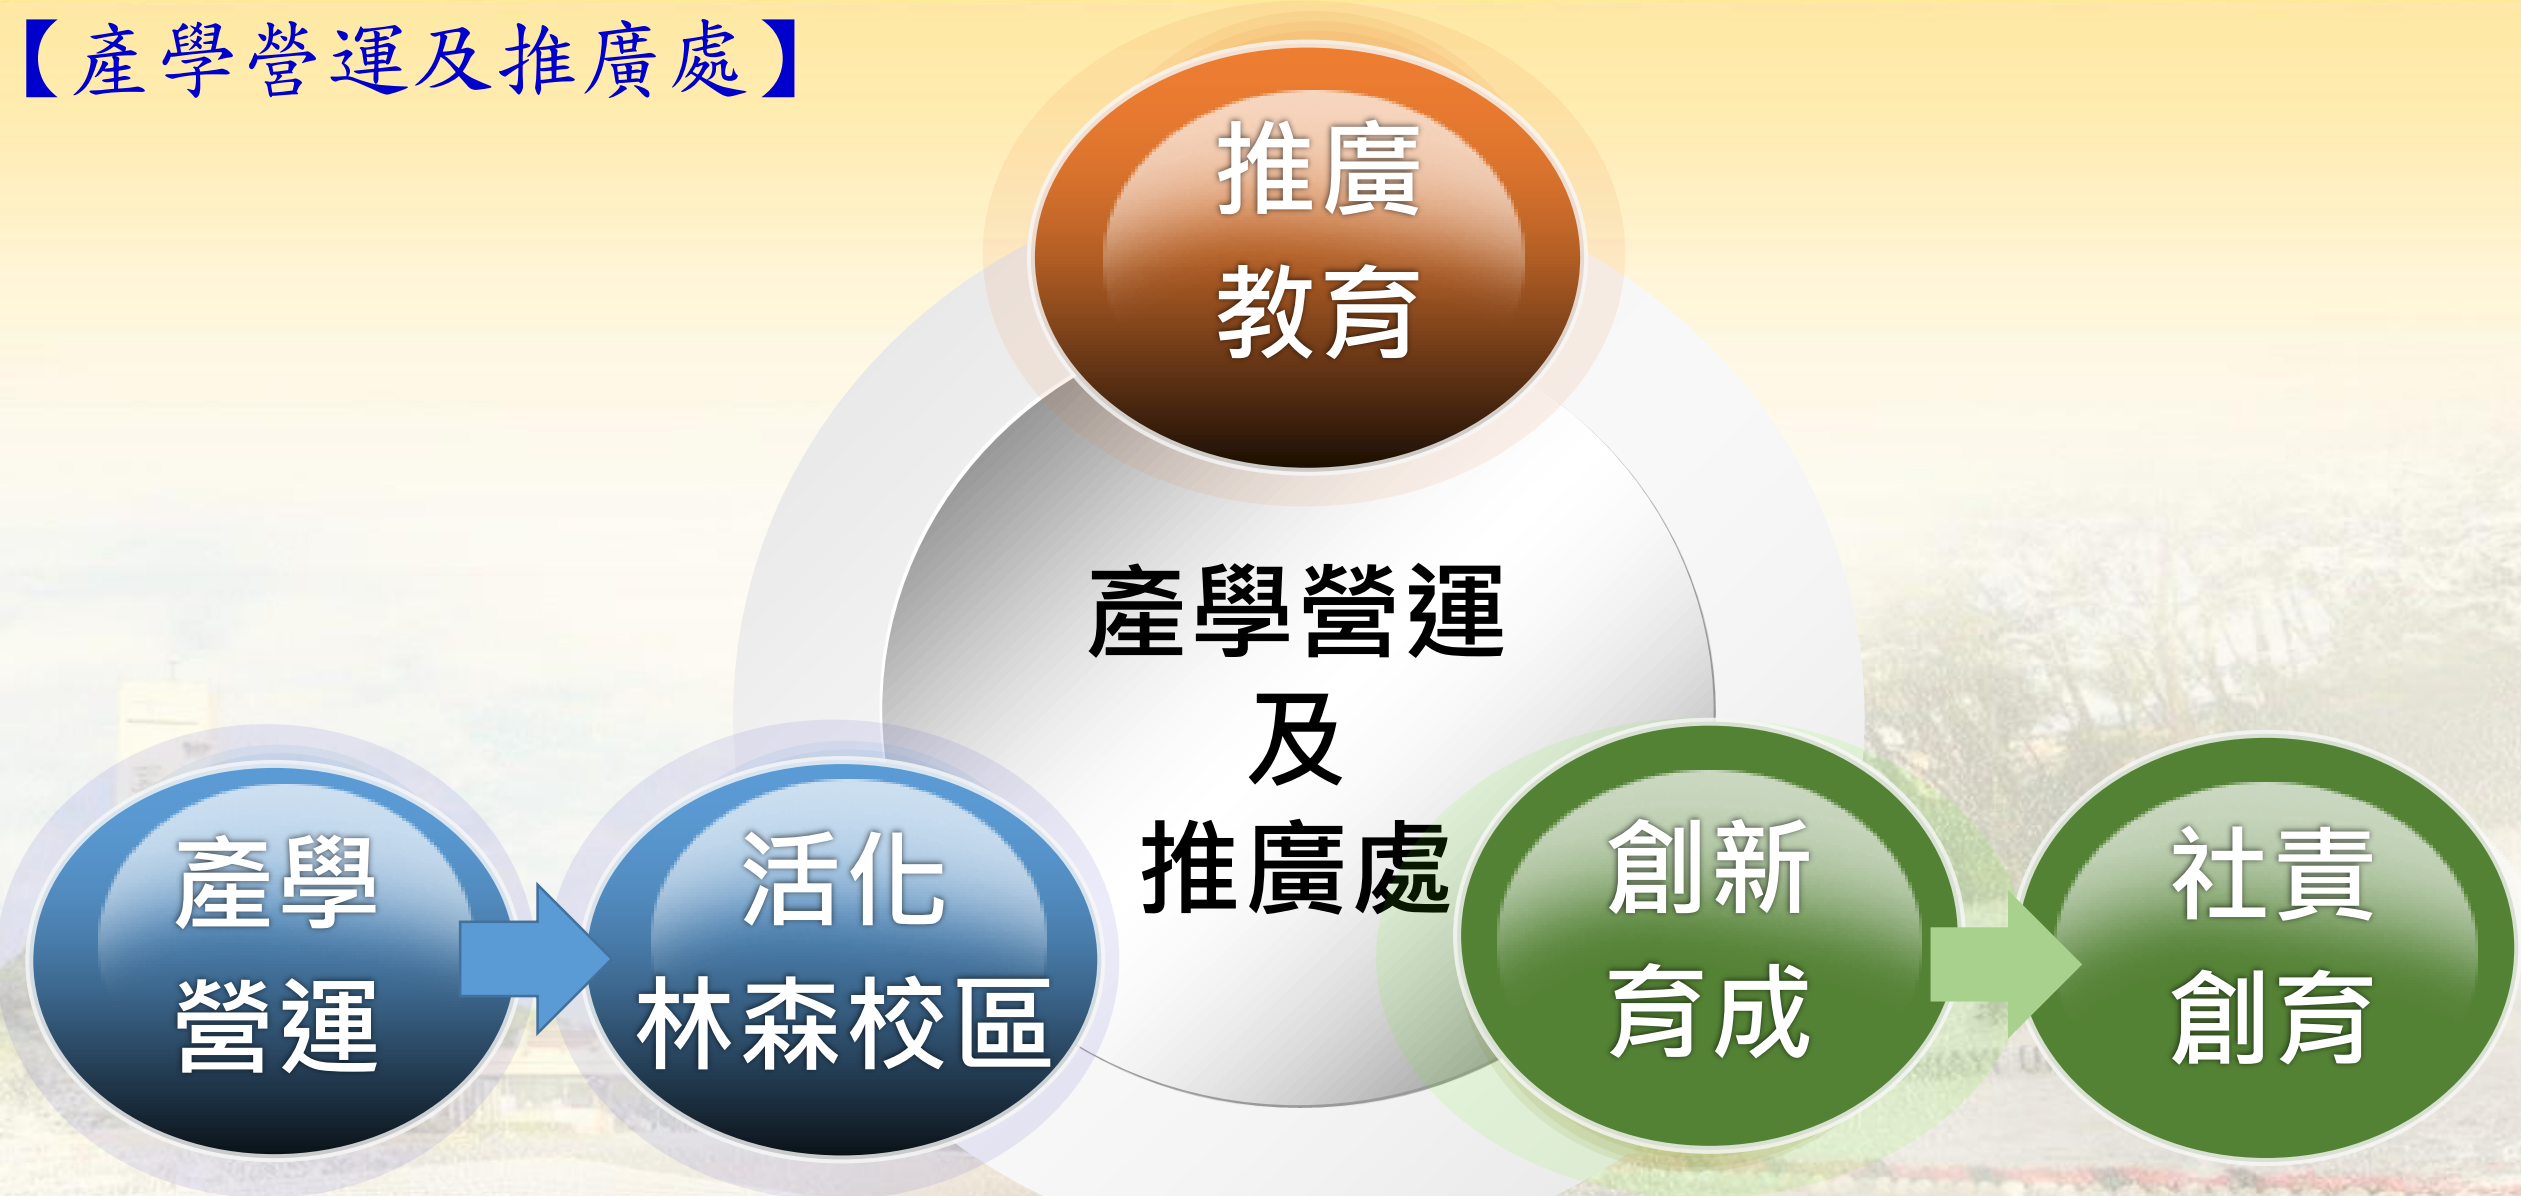 【產學營運及推廣處】
推廣
教育
產學營運
及
推廣處
產學
營運
活化
林森校區
創新
育成
社責
創育